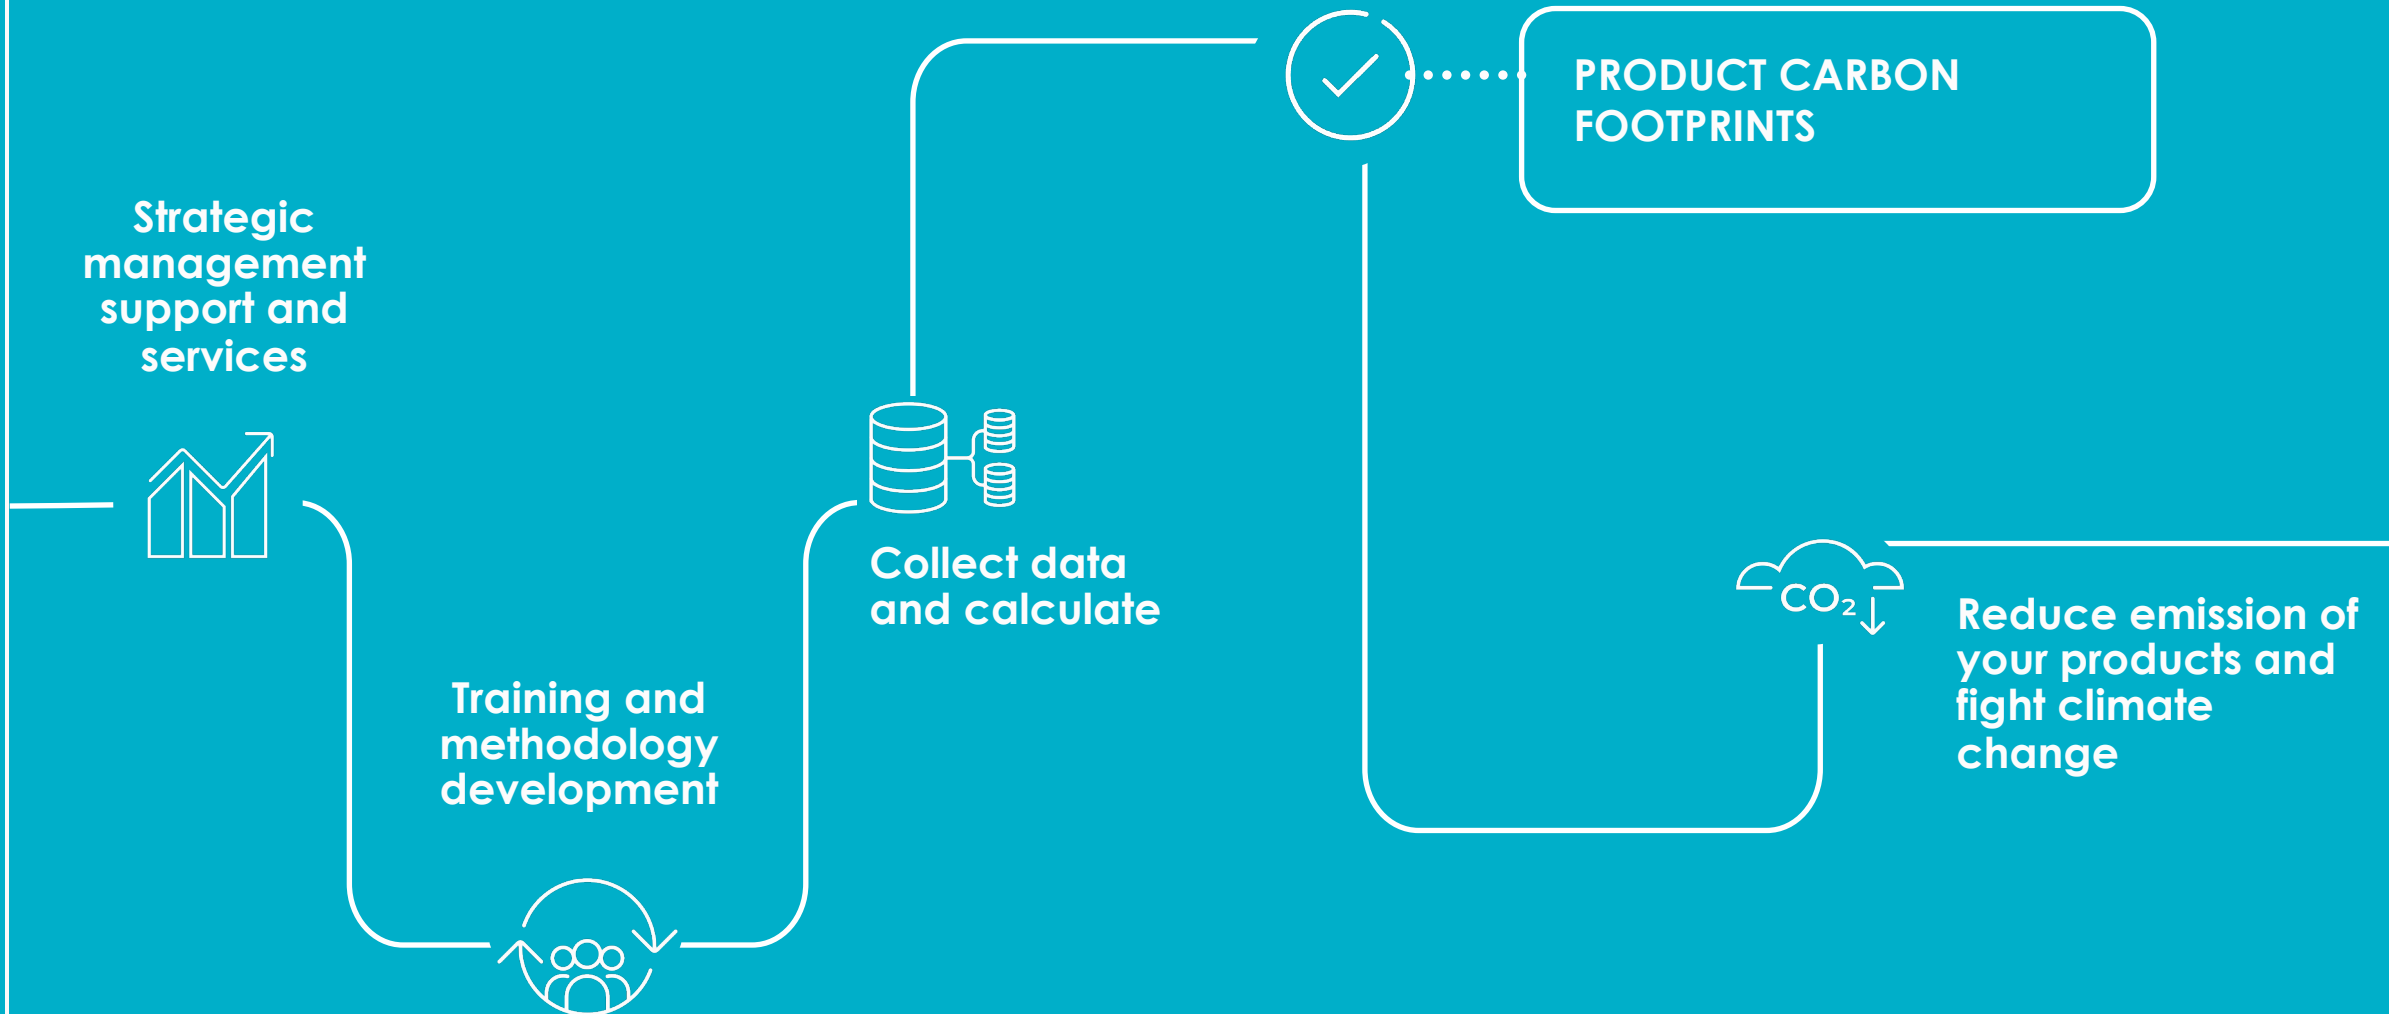 Strategic
management
support and
services
Training and
methodology
development
Collect data
and calculate
PRODUCT CARBON
FOOTPRINTS
CO₂
Reduce emission of
your products and
fight climate
change